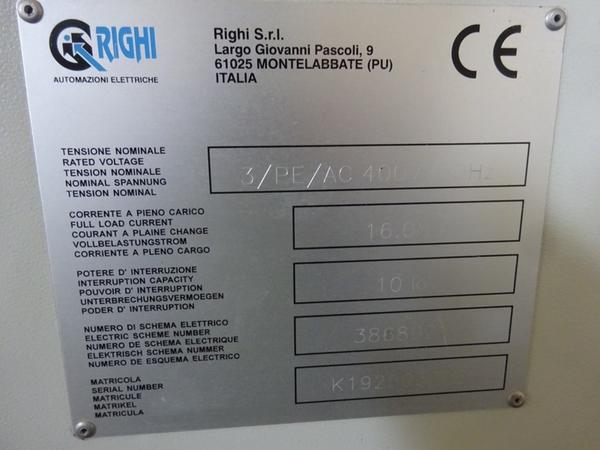 RIGHI
AUTOMAZIONI ELETTRICHE
Righi S.r.l.
Largo Giovanni Pascoli, 9
61025 MONTELABBATE (PU)
ITALIA
CE
TENSIONE NOMINALE
RATED VOLTAGE
TENSION NOMINALE
NOMINAL SPANNUNG
TENSION NOMINAL
3/PE/AC
CORRENTE A PIENO CARICO
FULL LOAD CURRENT
COURANT A PLAINE CHANGE
VOLLBELASTUNGSTROM
CORRIENTE A PLENO CARGO
POTERE D' INTERRUZIONE
INTERRUPTION CAPACITY
POUVOIR D' INTERRUPTION
UNTERBRECHUNGSVERMOEGEN
PODER D' INTERRUPTION
10
NUMERO DI SCHEMA ELETTRICO
ELECTRIC SCHEME NUMBER
NUMERO DE SCHEMA ELECTRIQUE
ELEKTRISCH SCHEMA NUMMER
NUMERO DE ESQUEMA ELECTRICO
MATRICOLA
SERIAL NUMBER
MATRICULE
MATRIKEL
MATRICULA